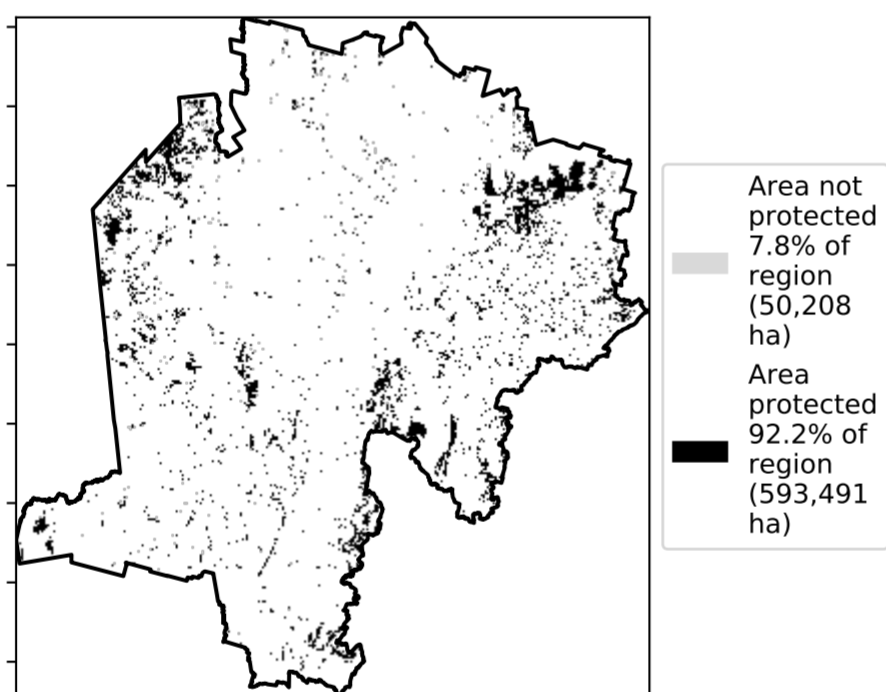 Area not
protected
7.8% of
region
(50,208
ha)
Area
protected
92.2% of
region
(593,491
ha)